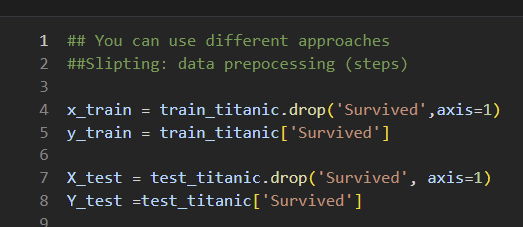 1 ## You can use different approaches
2 ##Slipting: data prepocessing (steps)
3
4 x_train = train_titanic.drop('Survived',axis=1)
5 y_train = train_titanic['Survived']
6
7 X_test = test_titanic.drop('Survived', axis=1)
8 Y_test =test_titanic['Survived']
9